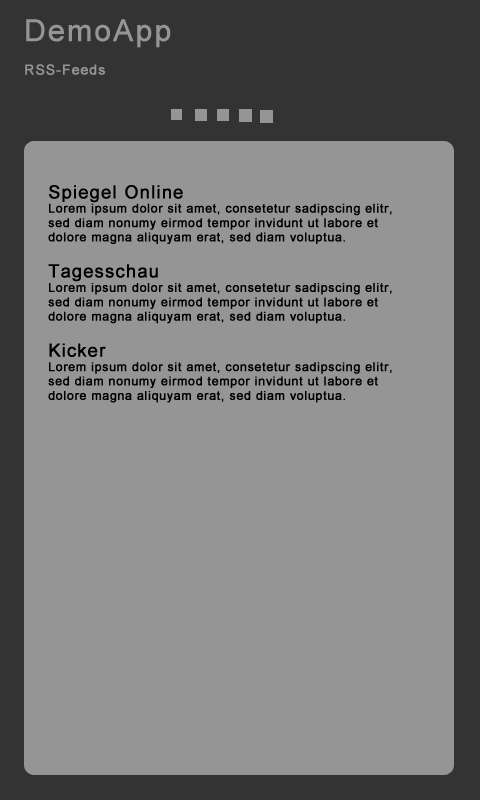 DemoApp
RSS-Feeds
Spiegel Online
Lorem ipsum dolor sit amet, consetetur sadipscing elitr,
sed diam nonumy eirmod tempor invidunt ut labore et
dolore magna aliquyam erat, sed diam voluptua.
Tagesschau
Lorem ipsum dolor sit amet, consetetur sadipscing elitr,
sed diam nonumy eirmod tempor invidunt ut labore et
dolore magna aliquyam erat, sed diam voluptua.
Kicker
Lorem ipsum dolor sit amet, consetetur sadipscing elitr,
sed diam nonumy eirmod tempor invidunt ut labore et
dolore magna aliquyam erat, sed diam voluptua.